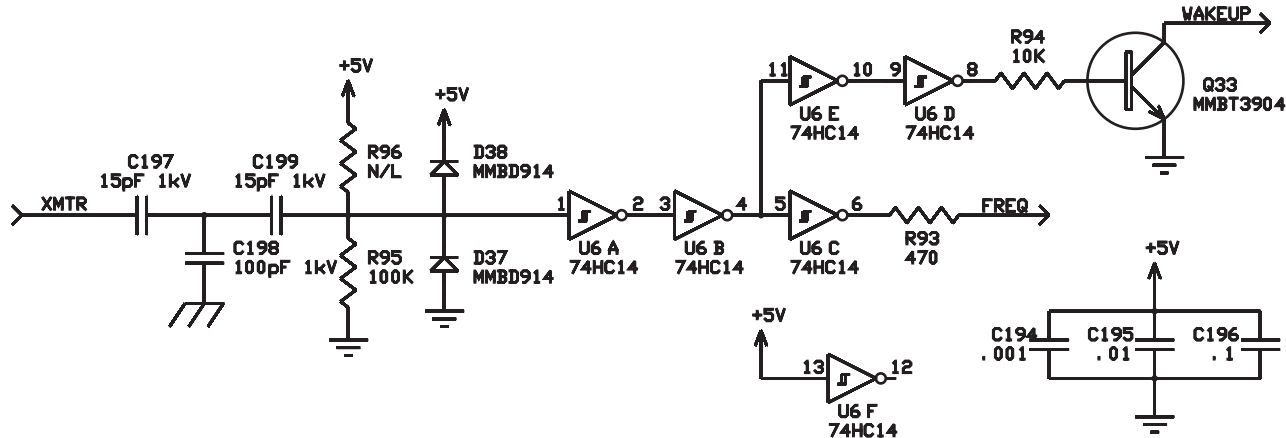 WAKEUP
R94
10K
11
10
9
8
Q33
MMBT3904
U6 E
74HC14
U6 D
74HC14
+5V
+5V
R96
N/L
D38
MMBD914
C197
15pF 1kV
C199
15pF 1kV
XMTR
1
2
3
4
5
6
FREQ
C198
100pF 1kV
R95
100K
D37
MMBD914
U6 A
74HC14
U6 B
74HC14
U6 C
74HC14
R93
470
+5V
+5V
C194
.001
C195
.01
C196
.1
13
12
U6 F
74HC14